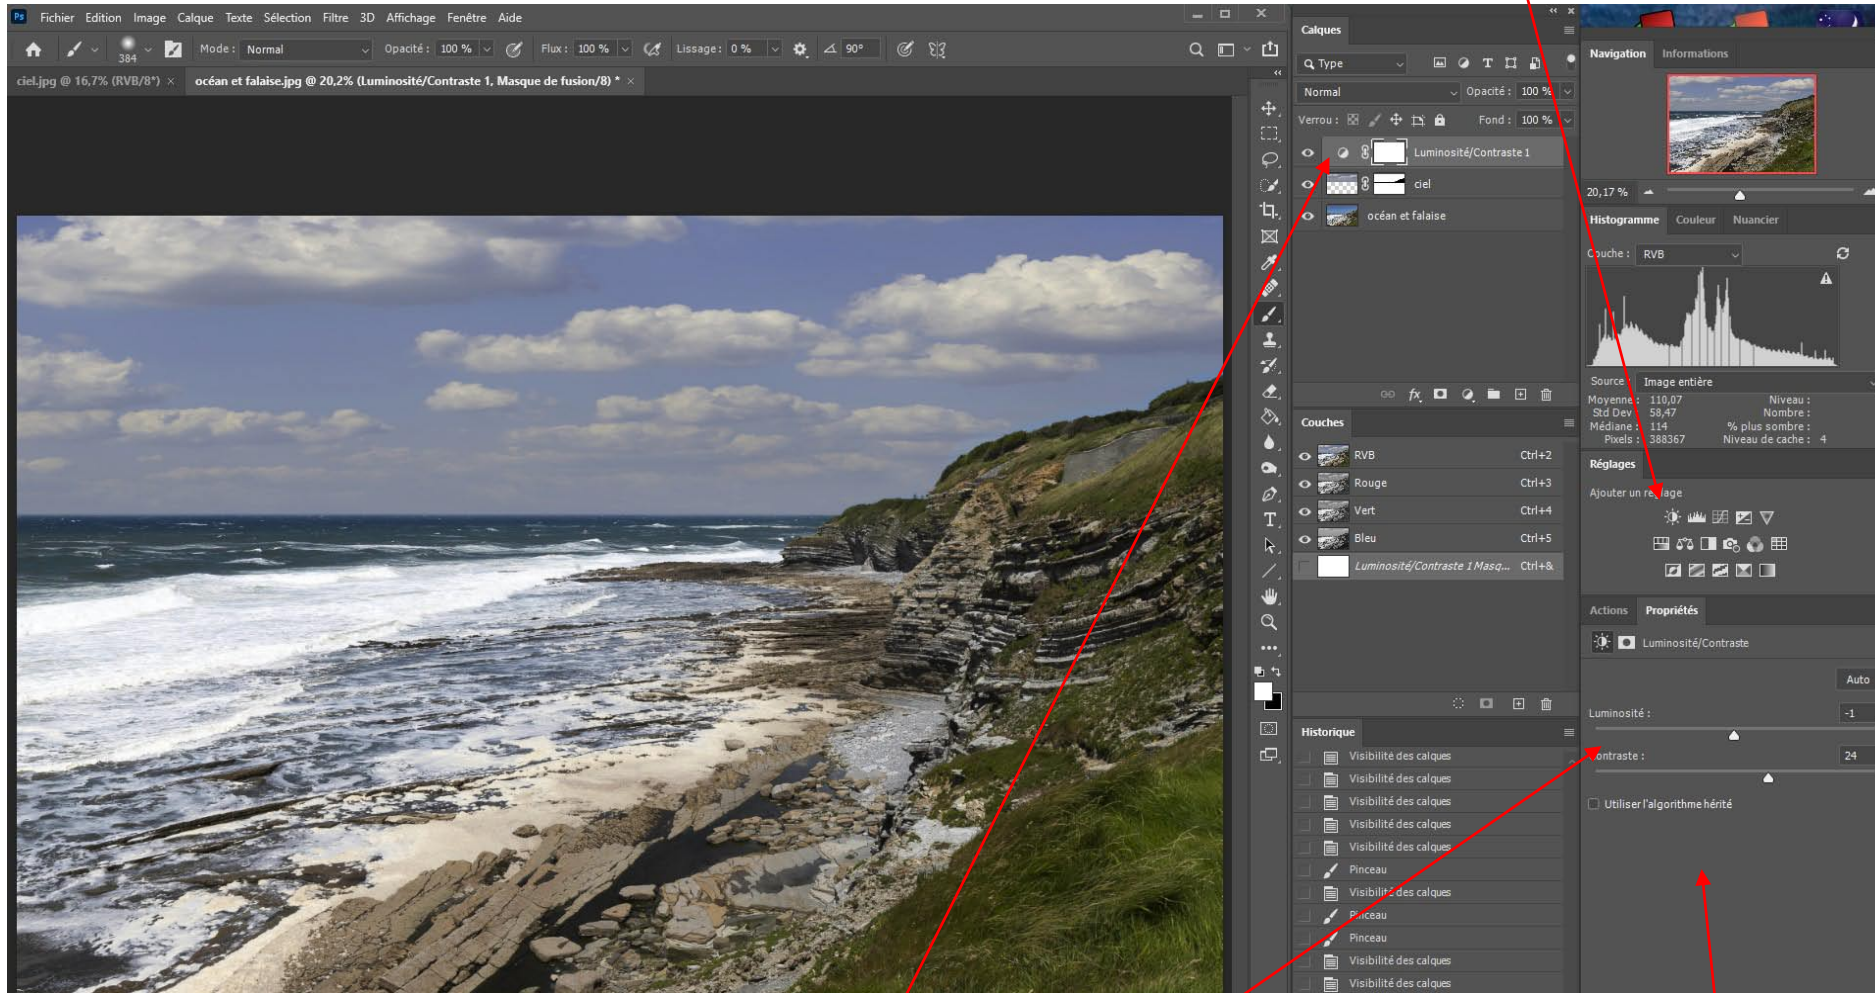 Ps Fichier Edition Image Calque Texte Sélection Filtre 3D Affichage Fenêtre Aide
384 Mode : Normal Opacité : 100 % Flux : 100 % Lissage : 0 % 90°
ciel.jpg @ 16,7% (RVB/8*) × océan et falaise.jpg @ 20,2% (Luminosité/Contraste 1, Masque de fusion/8) * ×
Calques
Type
Normal Opacité : 100 %
Verrou : Fond : 100 %
Luminosité/Contraste 1
ciel
océan et falaise
fx
Couches
RVB Ctrl+2
Rouge Ctrl+3
Vert Ctrl+4
Bleu Ctrl+5
Luminosité/Contraste 1 Masq... Ctrl+&
Historique
Visibilité des calques
Visibilité des calques
Visibilité des calques
Visibilité des calques
Visibilité des calques
Pinceau
Visibilité des calques
Pinceau
Pinceau
Visibilité des calques
Visibilité des calques
Navigation Informations
20,17 %
Histogramme Couleur Nuancier
Couche : RVB
Source : Image entière
Moyenne : 110,07 Niveau :
Std Dev : 58,47 Nombre :
Médiane : 114 % plus sombre :
Pixels : 388367 Niveau de cache : 4
Réglages
Ajouter un réglage
Actions Propriétés
Luminosité/Contraste
Auto
Luminosité : -1
Contraste : 24
Utiliser l'algorithme hérité